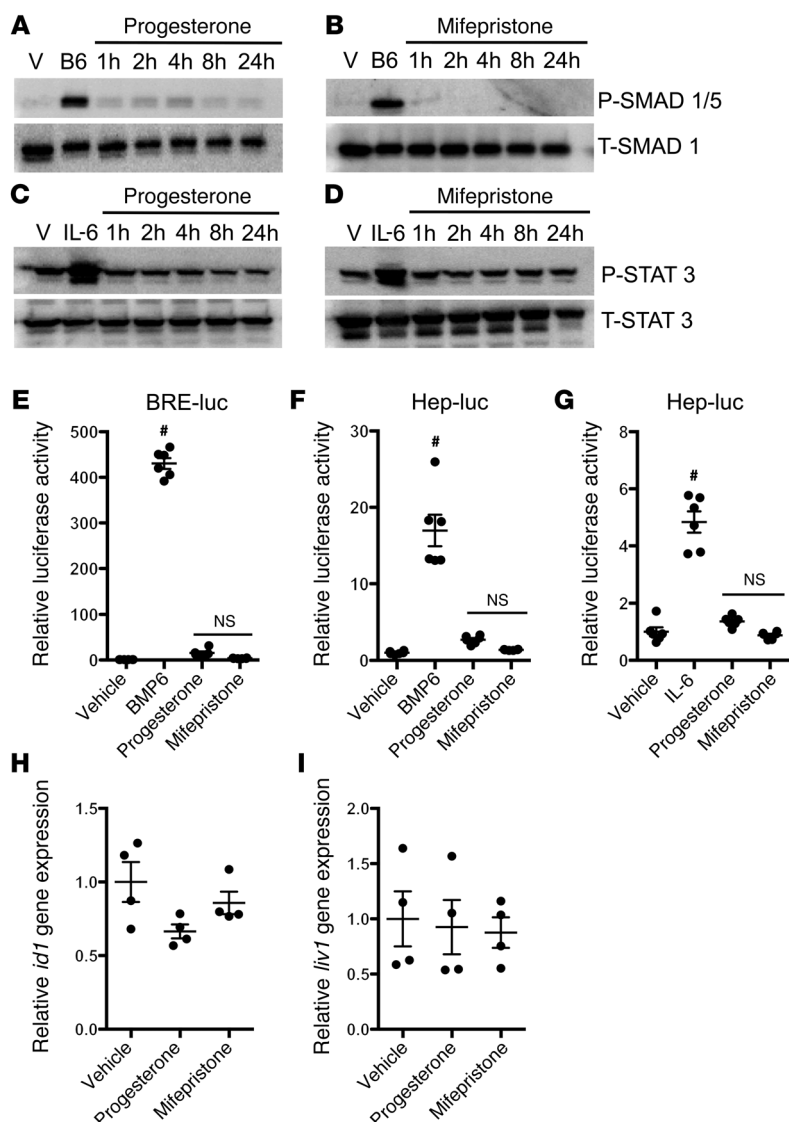 A
Progesterone
V B6 1h 2h 4h 8h 24h
B
Mifepristone
V B6 1h 2h 4h 8h 24h
P-SMAD 1/5
T-SMAD 1
C
Progesterone
V IL-6 1h 2h 4h 8h 24h
D
Mifepristone
V IL-6 1h 2h 4h 8h 24h
P-STAT 3
T-STAT 3
E
BRE-luc
Relative luciferase activity
500
400
300
200
100
0
#
NS
Vehicle
BMP6
Progesterone
Mifepristone
F
Hep-luc
Relative luciferase activity
30
20
10
0
#
NS
Vehicle
BMP6
Progesterone
Mifepristone
G
Hep-luc
Relative luciferase activity
8
6
4
2
0
#
NS
Vehicle
IL-6
Progesterone
Mifepristone
H
Relative id1 gene expression
1.5
1.0
0.5
0.0
Vehicle
Progesterone
Mifepristone
I
Relative liv1 gene expression
2.0
1.5
1.0
0.5
0.0
Vehicle
Progesterone
Mifepristone